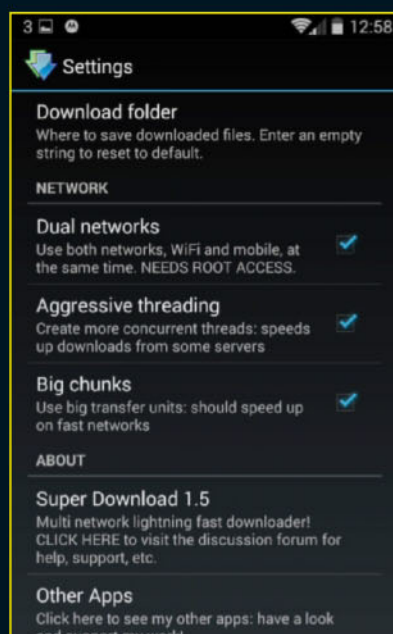 3 12:58
Settings
Download folder
Where to save downloaded files. Enter an empty
string to reset to default.
NETWORK
Dual networks
Use both networks, WiFi and mobile, at
the same time. NEEDS ROOT ACCESS.
Aggressive threading
Create more concurrent threads: speeds
up downloads from some servers
Big chunks
Use big transfer units: should speed up
on fast networks
ABOUT
Super Download 1.5
Multi network lightning fast downloader!
CLICK HERE to visit the discussion forum for
help, support, etc.
Other Apps
Click here to see my other apps: have a look
and support my work!